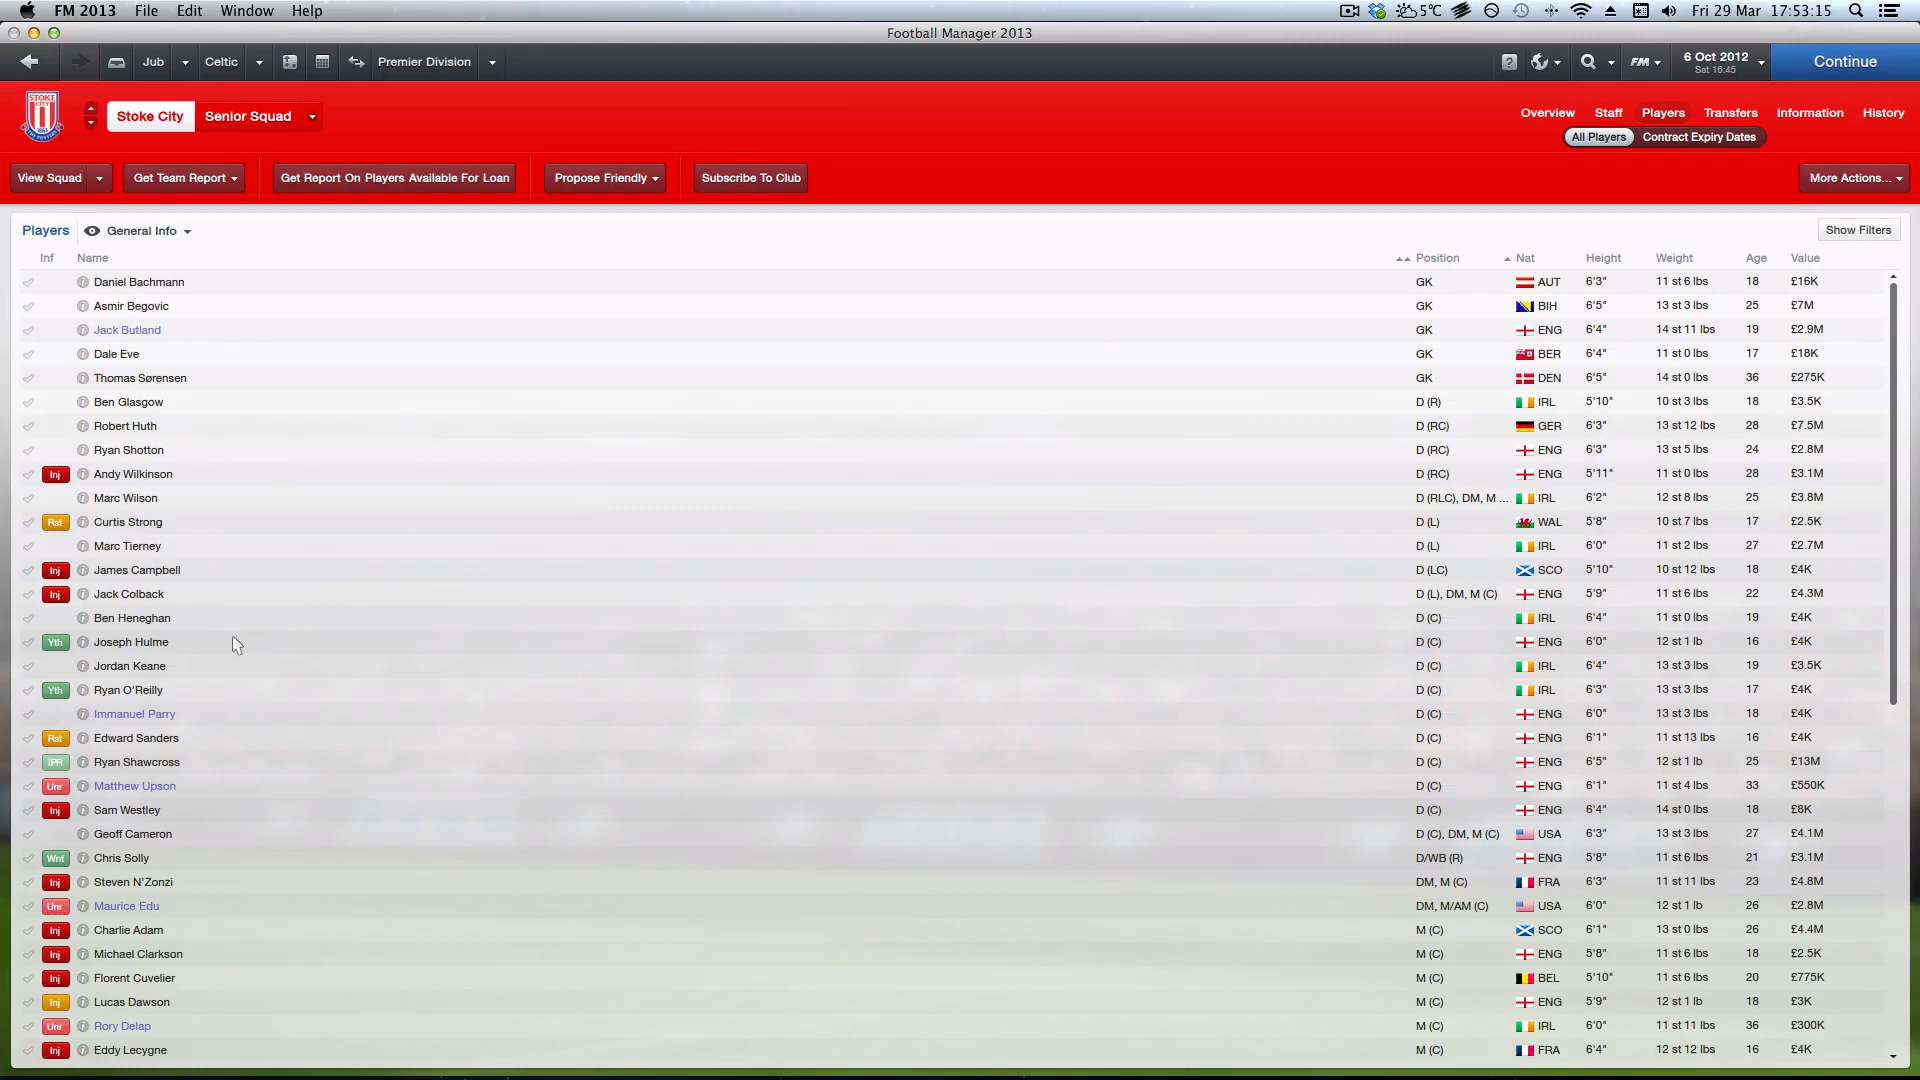 FM 2013 File Edit Window Help 5°C Fri 29 Mar 17:53:15
Football Manager 2013
Jub Celtic Premier Division ? FM 6 Oct 2012 Continue
Sat 16:45
STOKE CITY Stoke City Senior Squad Overview Staff Players Transfers Information History
All Players Contract Expiry Dates
View Squad Get Team Report Get Report On Players Available For Loan Propose Friendly Subscribe To Club More Actions...
Players General Info Show Filters
Inf Name Position Nat Height Weight Age Value
Daniel Bachmann GK AUT 6'3" 11 st 6 lbs 18 £16K
Asmir Begovic GK BIH 6'5" 13 st 3 lbs 25 £7M
Jack Butland GK ENG 6'4" 14 st 11 lbs 19 £2.9M
Dale Eve GK BER 6'4" 11 st 0 lbs 17 £18K
Thomas Sørensen GK DEN 6'5" 14 st 0 lbs 36 £275K
Ben Glasgow D (R) IRL 5'10" 10 st 3 lbs 18 £3.5K
Robert Huth D (RC) GER 6'3" 13 st 12 lbs 28 £7.5M
Ryan Shotton D (RC) ENG 6'3" 13 st 5 lbs 24 £2.8M
Inj Andy Wilkinson D (RC) ENG 5'11" 11 st 0 lbs 28 £3.1M
Marc Wilson D (RLC), DM, M ... IRL 6'2" 12 st 8 lbs 25 £3.8M
Rst Curtis Strong D (L) WAL 5'8" 10 st 7 lbs 17 £2.5K
Marc Tierney D (L) IRL 6'0" 11 st 2 lbs 27 £2.7M
Inj James Campbell D (LC) SCO 5'10" 10 st 12 lbs 18 £4K
Inj Jack Colback D (L), DM, M (C) ENG 5'9" 11 st 6 lbs 22 £4.3M
Ben Heneghan D (C) IRL 6'4" 11 st 0 lbs 19 £4K
Yth Joseph Hulme D (C) ENG 6'0" 12 st 1 lb 16 £4K
Jordan Keane D (C) IRL 6'4" 13 st 3 lbs 19 £3.5K
Yth Ryan O'Reilly D (C) IRL 6'3" 13 st 3 lbs 17 £4K
Immanuel Parry D (C) ENG 6'0" 13 st 3 lbs 18 £4K
Rst Edward Sanders D (C) ENG 6'1" 11 st 13 lbs 16 £4K
IPR Ryan Shawcross D (C) ENG 6'5" 12 st 1 lb 25 £13M
Unr Matthew Upson D (C) ENG 6'1" 11 st 4 lbs 33 £550K
Inj Sam Westley D (C) ENG 6'4" 14 st 0 lbs 18 £8K
Geoff Cameron D (C), DM, M (C) USA 6'3" 13 st 3 lbs 27 £4.1M
Wnt Chris Solly D/WB (R) ENG 5'8" 11 st 6 lbs 21 £3.1M
Inj Steven N'Zonzi DM, M (C) FRA 6'3" 11 st 11 lbs 23 £4.8M
Unr Maurice Edu DM, M/AM (C) USA 6'0" 12 st 1 lb 26 £2.8M
Inj Charlie Adam M (C) SCO 6'1" 13 st 0 lbs 26 £4.4M
Inj Michael Clarkson M (C) ENG 5'8" 11 st 6 lbs 18 £2.5K
Inj Florent Cuvelier M (C) BEL 5'10" 11 st 6 lbs 20 £775K
Inj Lucas Dawson M (C) ENG 5'9" 12 st 1 lb 18 £3K
Unr Rory Delap M (C) IRL 6'0" 11 st 11 lbs 36 £300K
Inj Eddy Lecygne M (C) FRA 6'4" 12 st 12 lbs 16 £4K